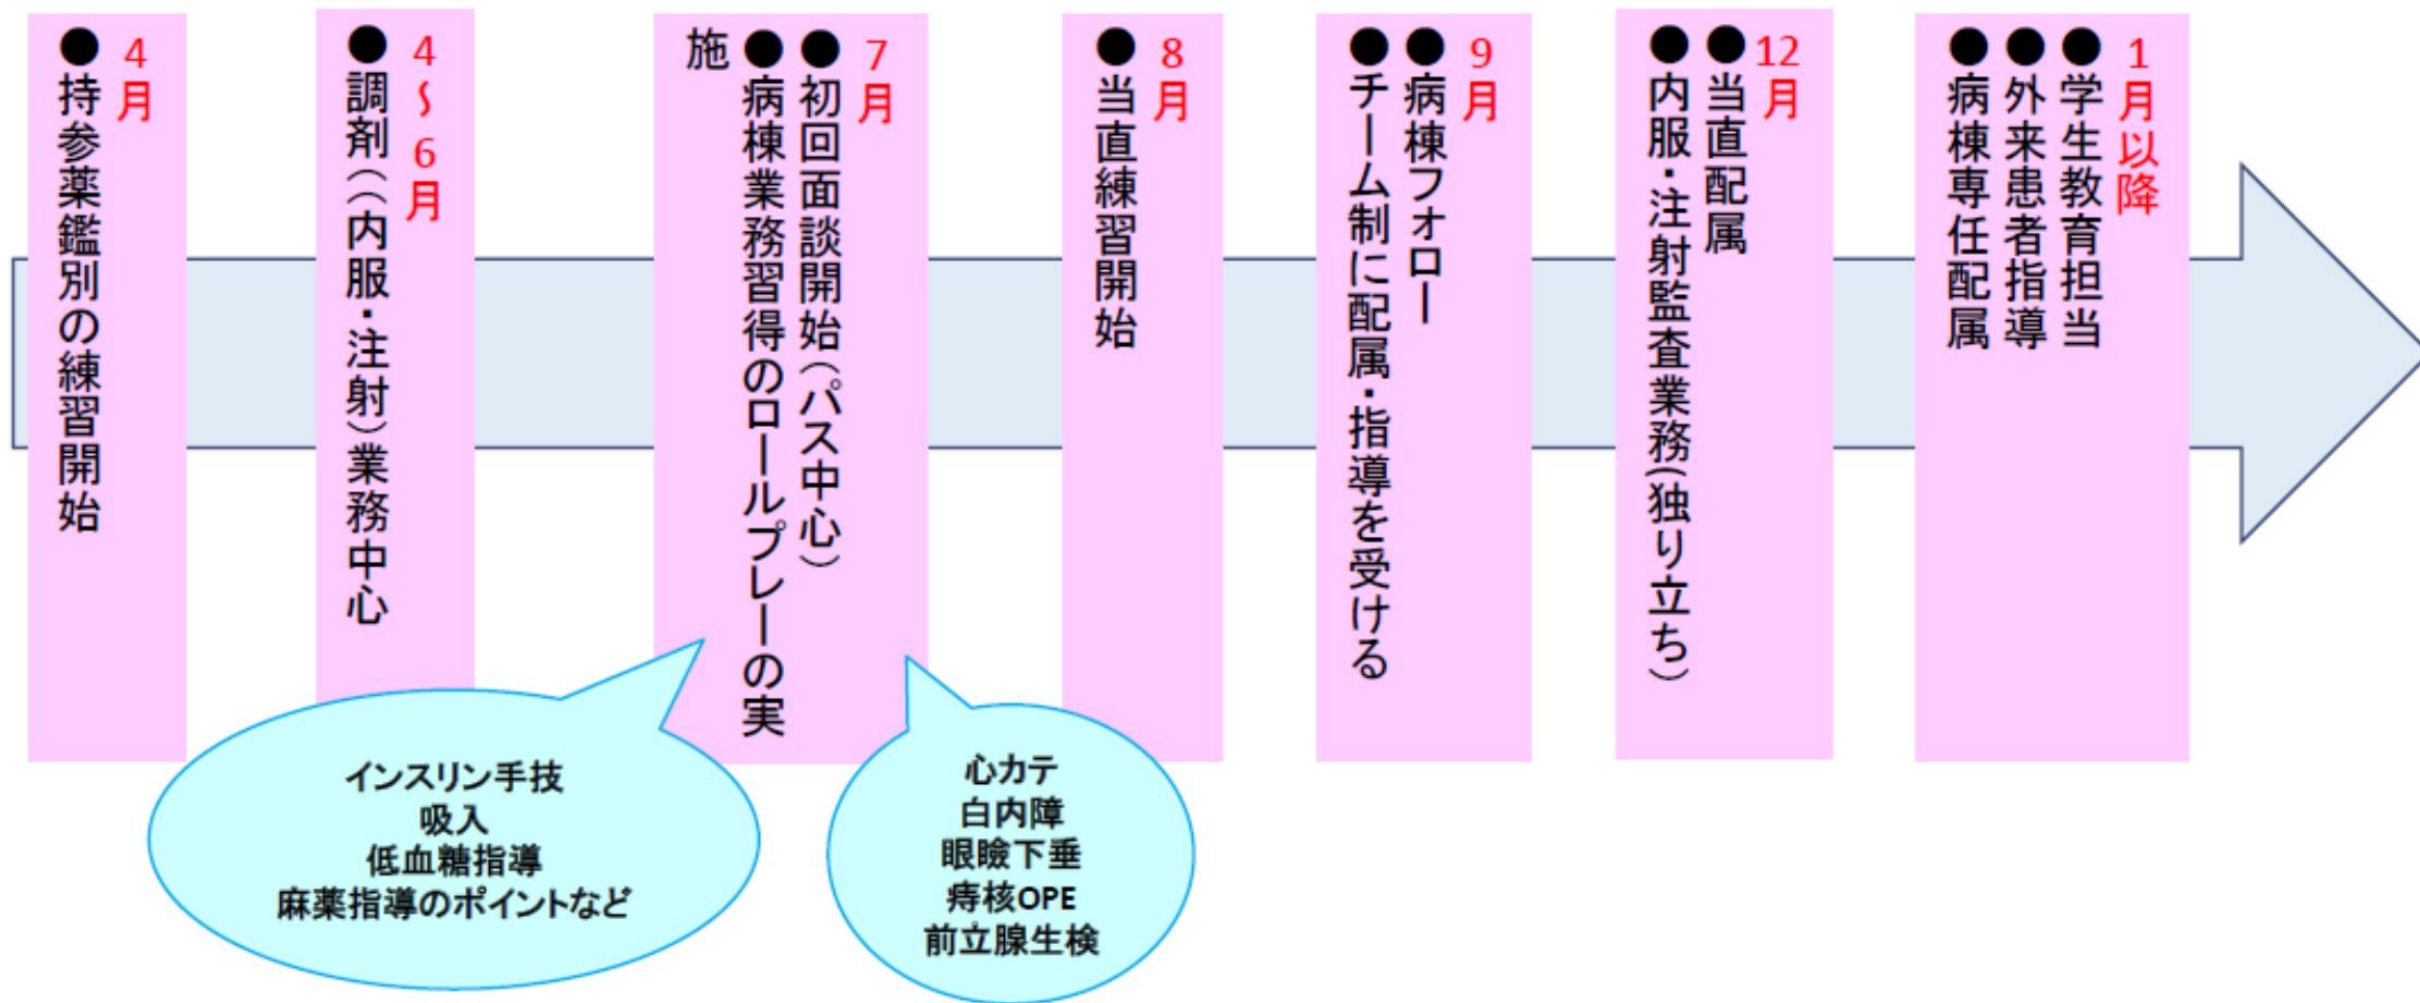 4月
●持参薬鑑別の練習開始
4～6月
●調剤（（内服・注射）業務中心
7月
●初回面談開始（パス中心）
●病棟業務習得のロールプレーの実
施
8月
●当直練習開始
9月
●病棟フォロー
●チーム制に配属・指導を受ける
12月
●当直配属
●内服・注射監査業務（独り立ち）
1月以降
●学生教育担当
●外来患者指導
●病棟専任配属
インスリン手技
吸入
低血糖指導
麻薬指導のポイントなど
心カテ
白内障
眼瞼下垂
痔核OPE
前立腺生検